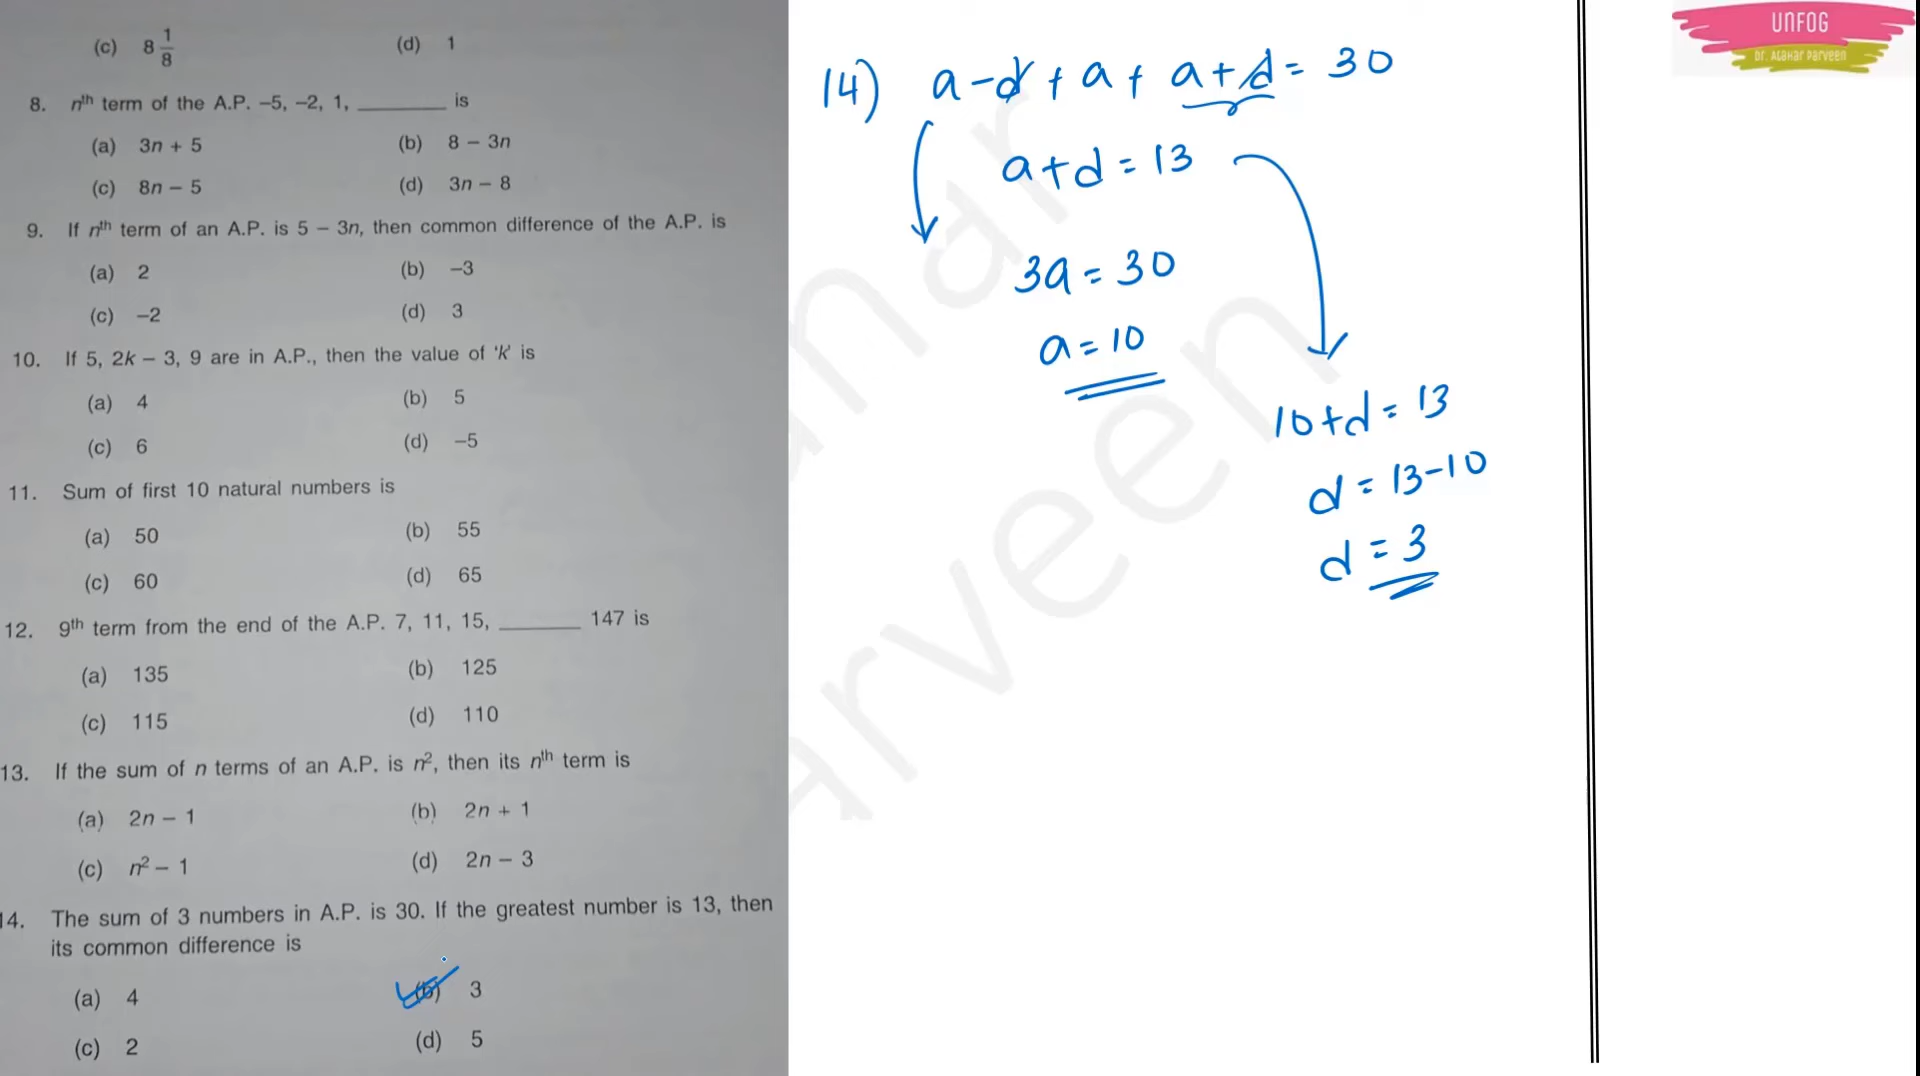 (c) 8 1/8 (d) 1
8. nth term of the A.P. –5, –2, 1, ________ is
(a) 3n + 5 (b) 8 – 3n
(c) 8n – 5 (d) 3n – 8
9. If nth term of an A.P. is 5 – 3n, then common difference of the A.P. is
(a) 2 (b) –3
(c) –2 (d) 3
10. If 5, 2k – 3, 9 are in A.P., then the value of ‘k’ is
(a) 4 (b) 5
(c) 6 (d) –5
11. Sum of first 10 natural numbers is
(a) 50 (b) 55
(c) 60 (d) 65
12. 9th term from the end of the A.P. 7, 11, 15, _______ 147 is
(a) 135 (b) 125
(c) 115 (d) 110
13. If the sum of n terms of an A.P. is n², then its nth term is
(a) 2n – 1 (b) 2n + 1
(c) n² – 1 (d) 2n – 3
14. The sum of 3 numbers in A.P. is 30. If the greatest number is 13, then
its common difference is
(a) 4 (b) 3
(c) 2 (d) 5
14) a-d + a + a+d = 30
a+d = 13
3a = 30
a = 10
10+d = 13
d = 13-10
d = 3
UNFOG
Dr. Atahar Parveen
arveen